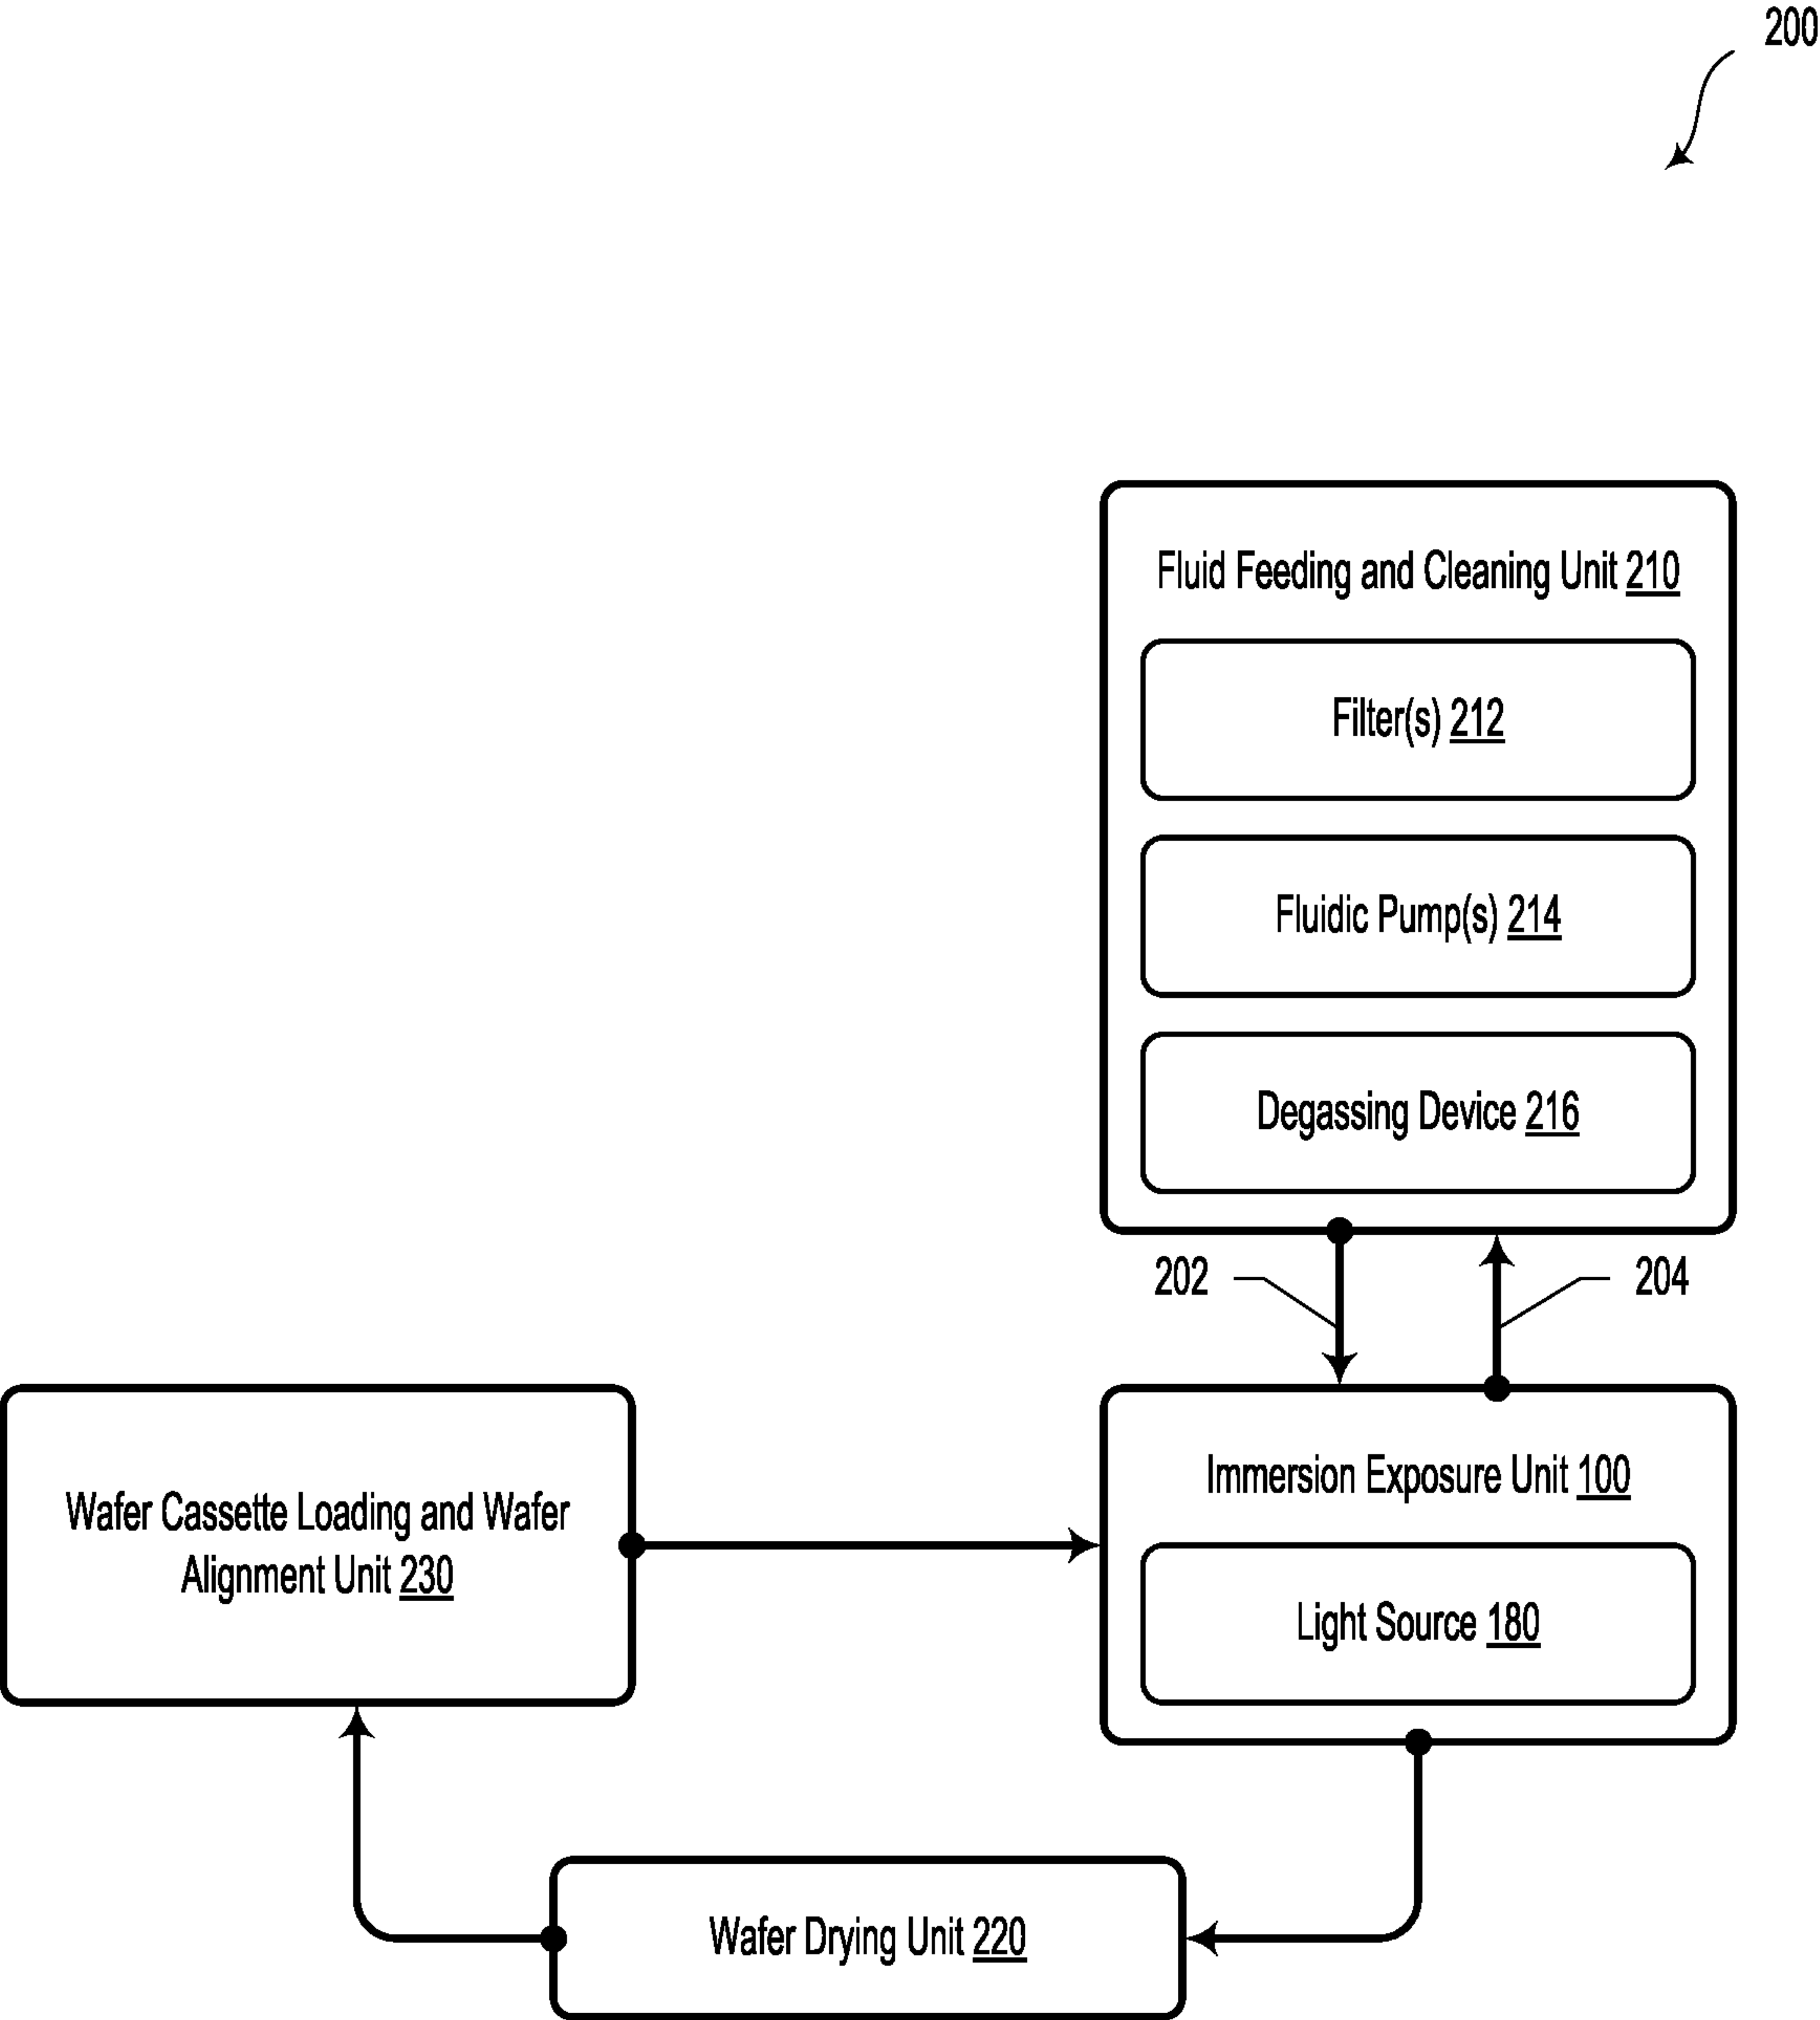 200
Fluid Feeding and Cleaning Unit 210
Filter(s) 212
Fluidic Pump(s) 214
Degassing Device 216
202
204
Wafer Cassette Loading and Wafer
Alignment Unit 230
Immersion Exposure Unit 100
Light Source 180
Wafer Drying Unit 220